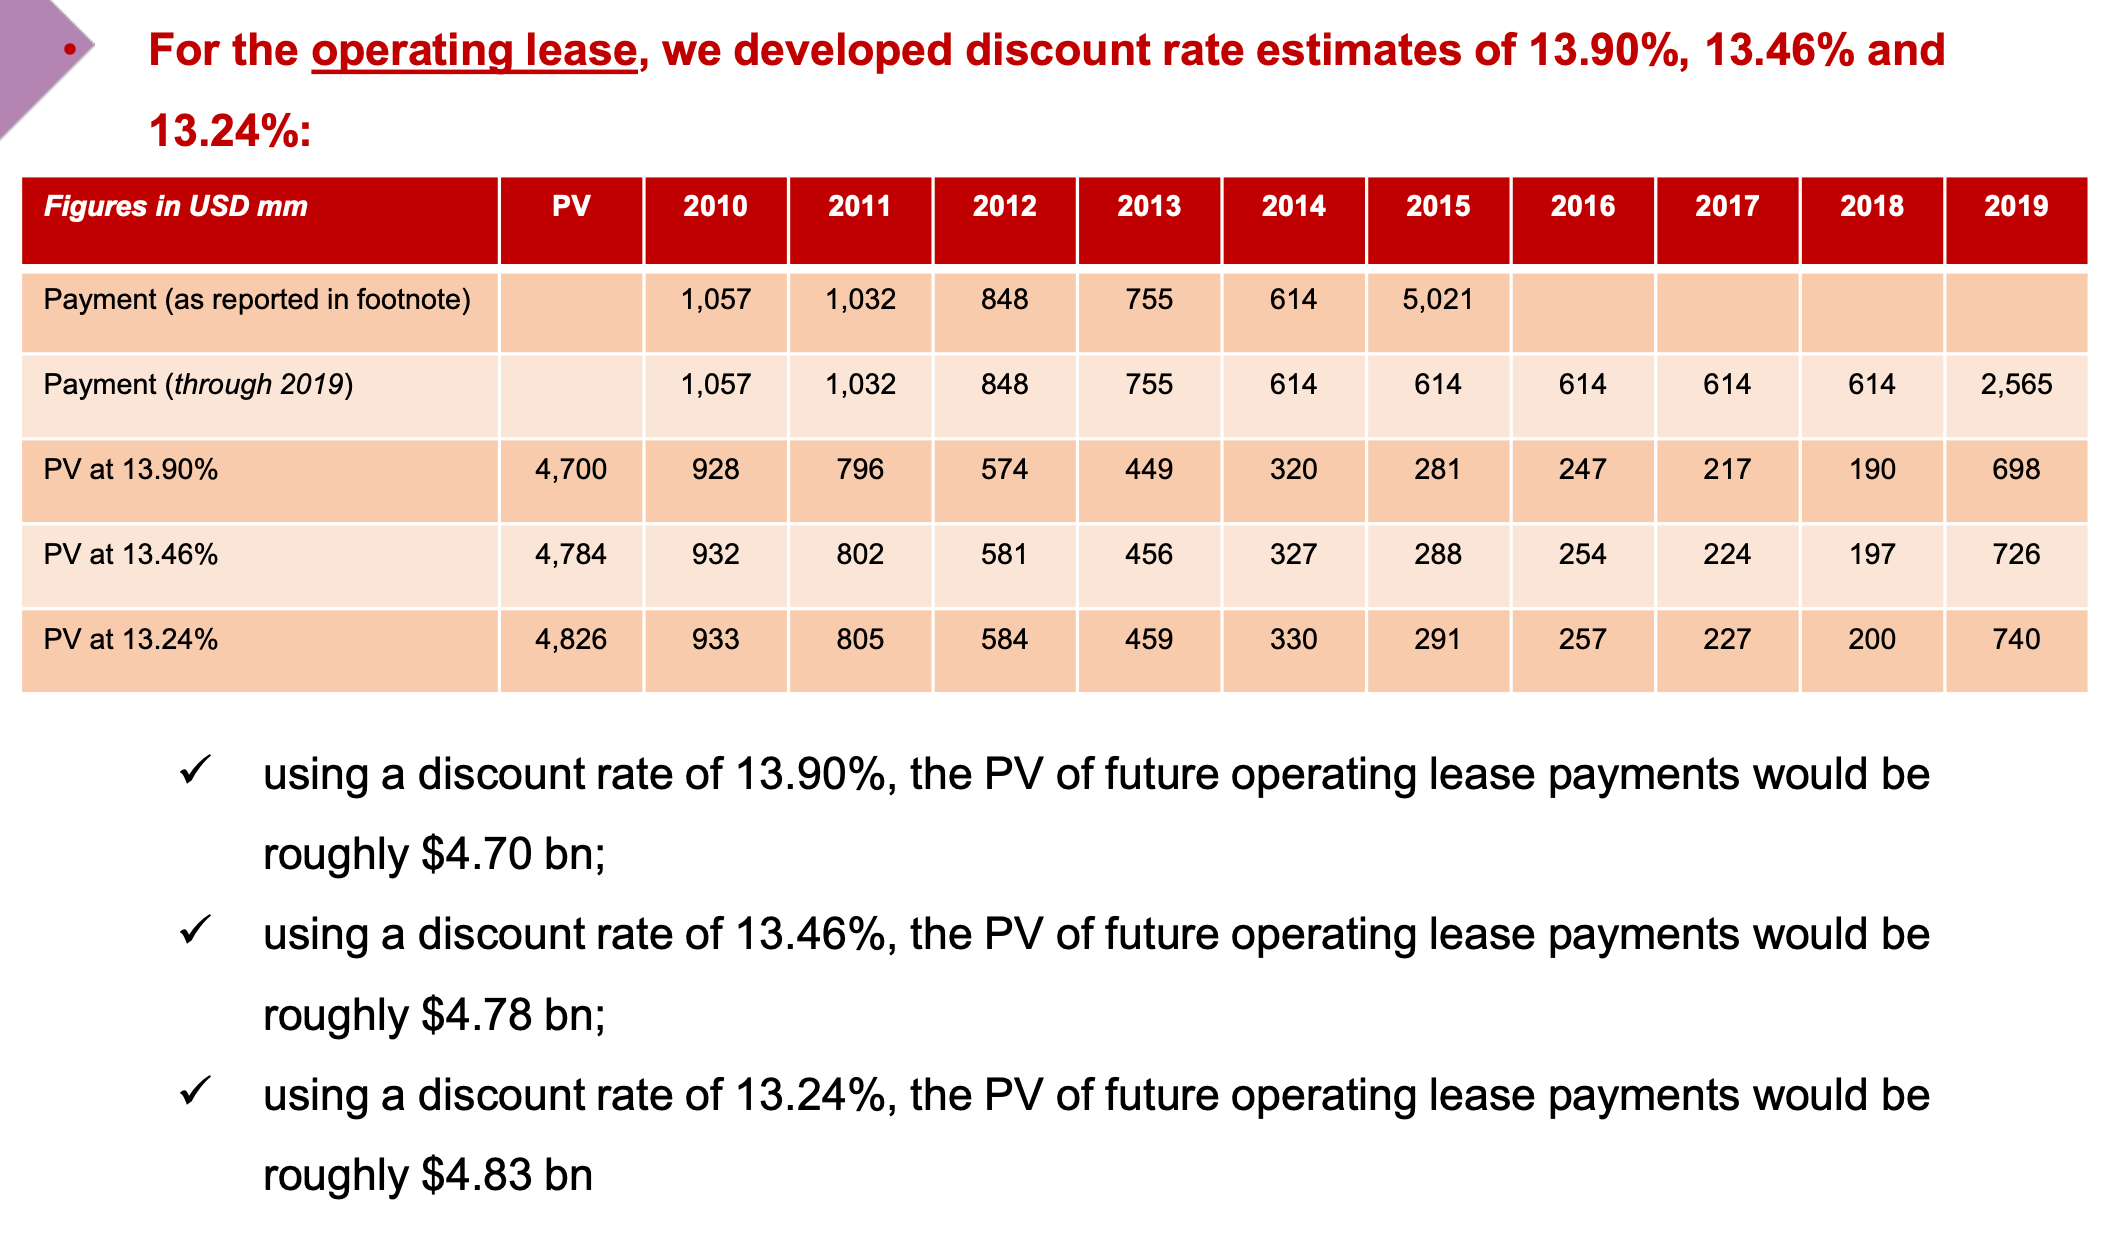 • For the operating lease, we developed discount rate estimates of 13.90%, 13.46% and
13.24%:
Figures in USD mm PV 2010 2011 2012 2013 2014 2015 2016 2017 2018 2019
Payment (as reported in footnote) 1,057 1,032 848 755 614 5,021
Payment (through 2019) 1,057 1,032 848 755 614 614 614 614 614 2,565
PV at 13.90% 4,700 928 796 574 449 320 281 247 217 190 698
PV at 13.46% 4,784 932 802 581 456 327 288 254 224 197 726
PV at 13.24% 4,826 933 805 584 459 330 291 257 227 200 740
✓ using a discount rate of 13.90%, the PV of future operating lease payments would be
roughly $4.70 bn;
✓ using a discount rate of 13.46%, the PV of future operating lease payments would be
roughly $4.78 bn;
✓ using a discount rate of 13.24%, the PV of future operating lease payments would be
roughly $4.83 bn